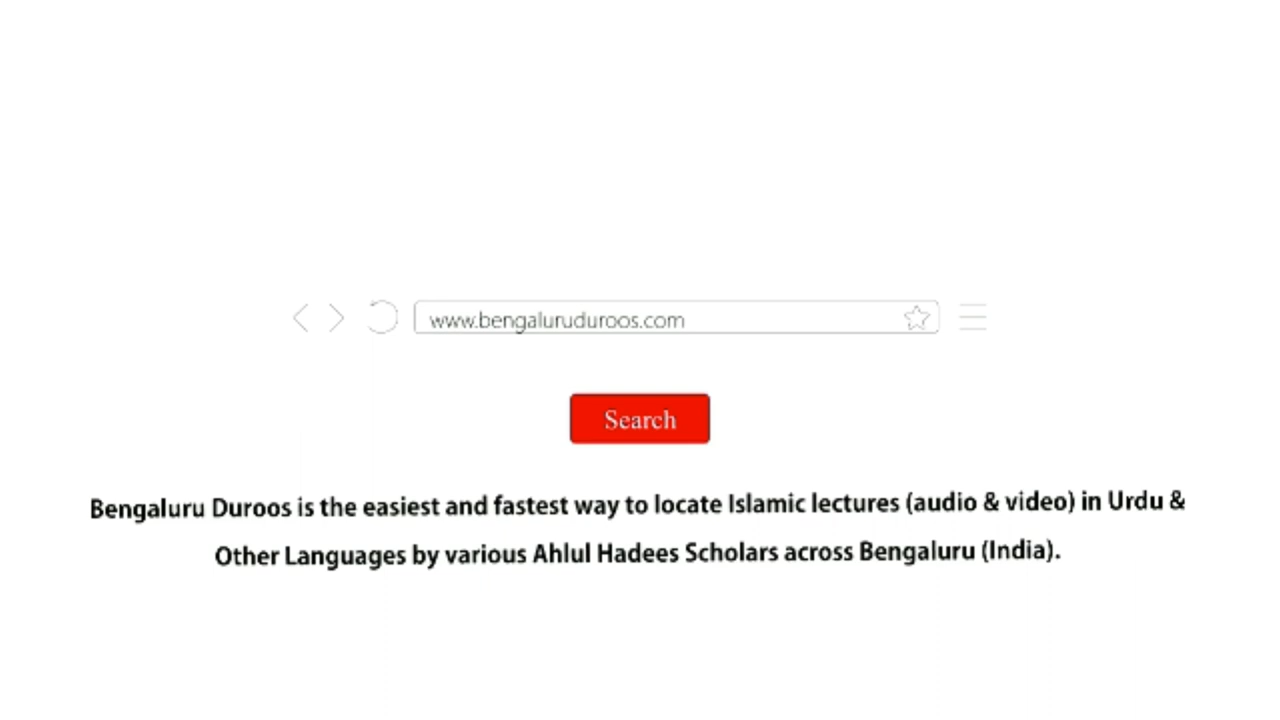 www.bengaluruduroos.com
Search
Bengaluru Duroos is the easiest and fastest way to locate Islamic lectures (audio & video) in Urdu &
Other Languages by various Ahlul Hadees Scholars across Bengaluru (India).